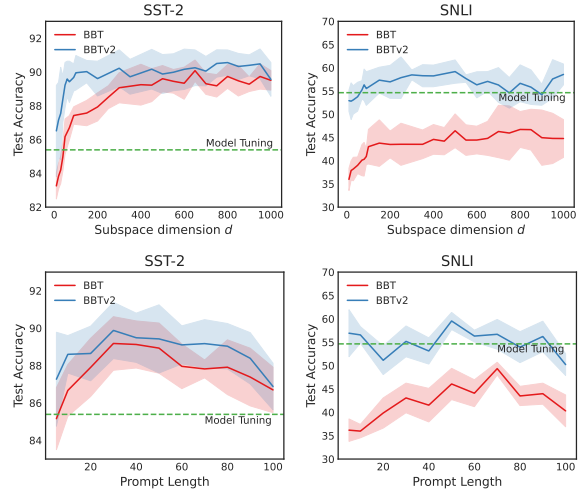 SST-2
92
90
88
86
84
82
Test Accuracy
BBT
BBTv2
Model Tuning
0 200 400 600 800 1000
Subspace dimension d
SNLI
70
65
60
55
50
45
40
35
30
Test Accuracy
BBT
BBTv2
Model Tuning
0 200 400 600 800 1000
Subspace dimension d
SST-2
92
90
88
86
84
Test Accuracy
BBT
BBTv2
Model Tuning
20 40 60 80 100
Prompt Length
SNLI
70
65
60
55
50
45
40
35
30
Test Accuracy
BBT
BBTv2
Model Tuning
20 40 60 80 100
Prompt Length